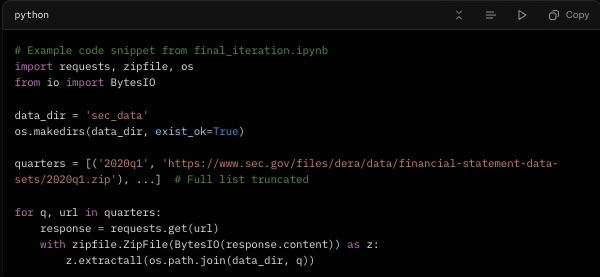 python
Copy
# Example code snippet from final_iteration.ipynb
import requests, zipfile, os
from io import BytesIO

data_dir = 'sec_data'
os.makedirs(data_dir, exist_ok=True)

quarters = [('2020q1', 'https://www.sec.gov/files/dera/data/financial-statement-data-
sets/2020q1.zip'), ...]  # Full list truncated

for q, url in quarters:
    response = requests.get(url)
    with zipfile.ZipFile(BytesIO(response.content)) as z:
        z.extractall(os.path.join(data_dir, q))